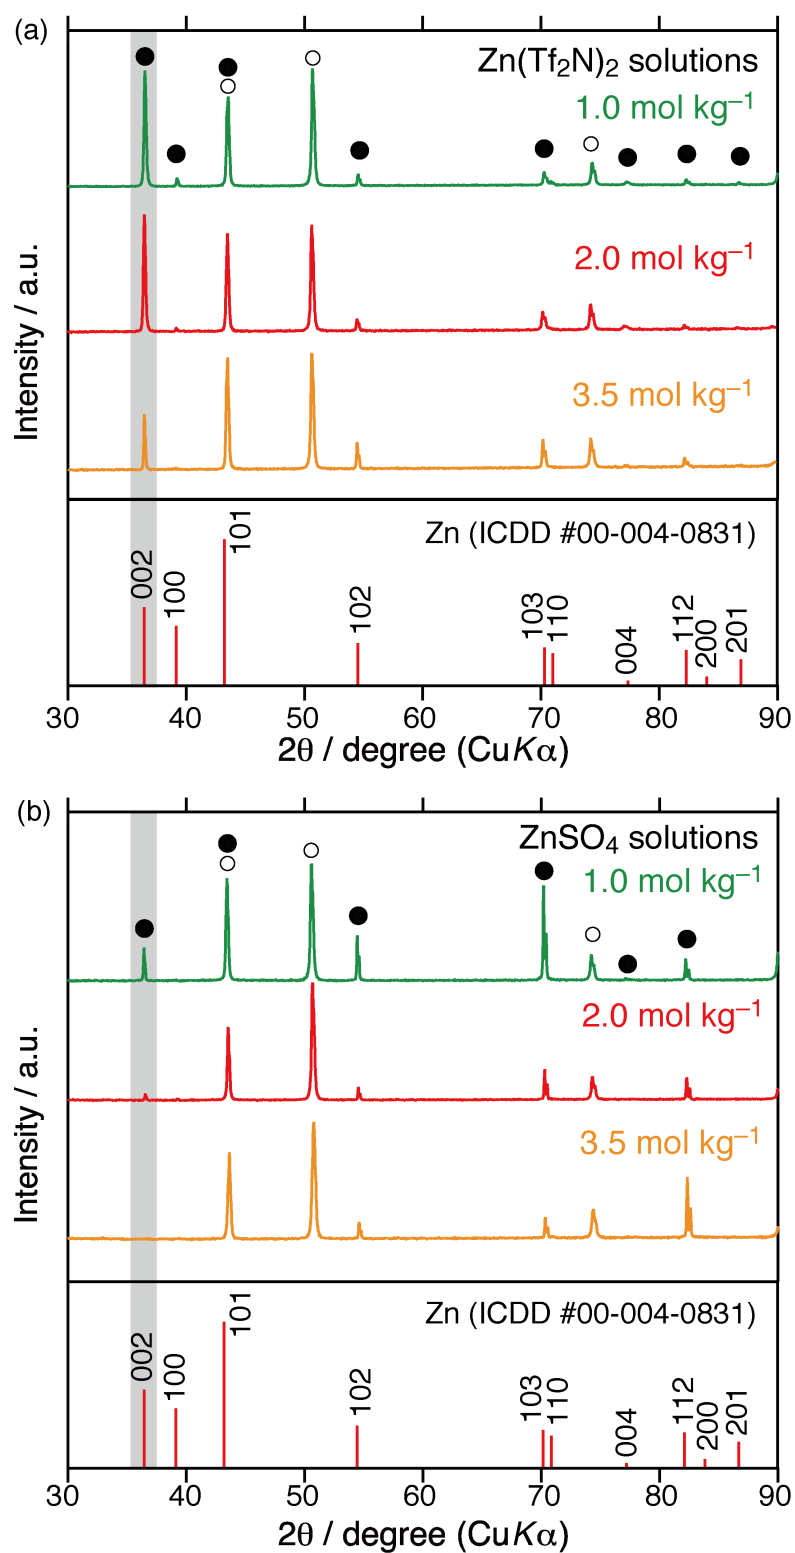 (a)
Zn(Tf₂N)₂ solutions
1.0 mol kg⁻¹
2.0 mol kg⁻¹
3.5 mol kg⁻¹
Intensity / a.u.
Zn (ICDD #00-004-0831)
002 100 101 102 103 110 004 112 200 201
30 40 50 60 70 80 90
2θ / degree (CuKα)
(b)
ZnSO₄ solutions
1.0 mol kg⁻¹
2.0 mol kg⁻¹
3.5 mol kg⁻¹
Intensity / a.u.
Zn (ICDD #00-004-0831)
002 100 101 102 103 110 004 112 200 201
30 40 50 60 70 80 90
2θ / degree (CuKα)